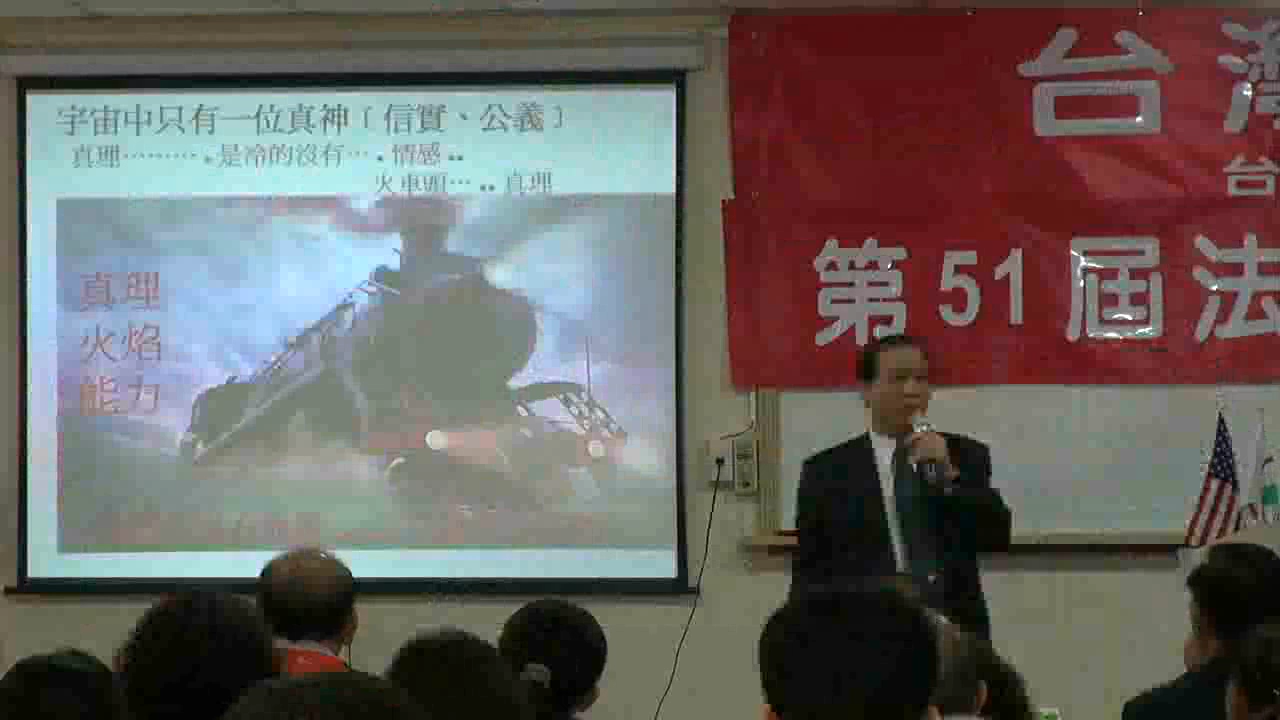 宇宙中只有一位真神〔信實、公義〕
真理……….是冷的沒有….情感..
火車頭…..真理
真理
火焰
能力
台灣
台
第51屆法